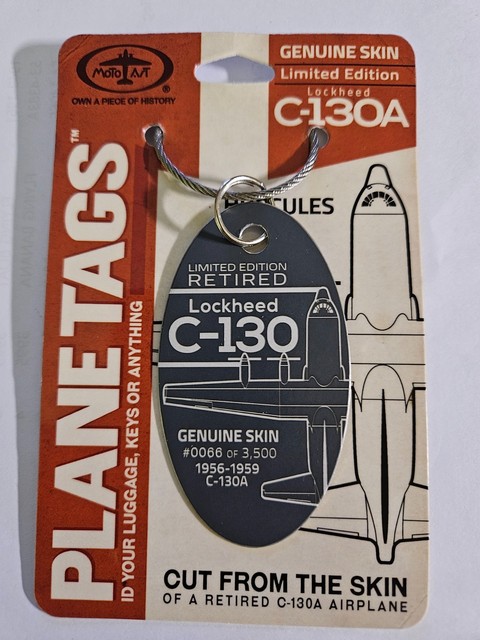 MOTOART
OWN A PIECE OF HISTORY
GENUINE SKIN
Limited Edition
Lockheed
C-130A
PLANETAGS™
ID YOUR LUGGAGE, KEYS OR ANYTHING
LIMITED EDITION
RETIRED
Lockheed
C-130
GENUINE SKIN
#0066 OF 3,500
1956-1959
C-130A
CUT FROM THE SKIN
OF A RETIRED C-130A AIRPLANE